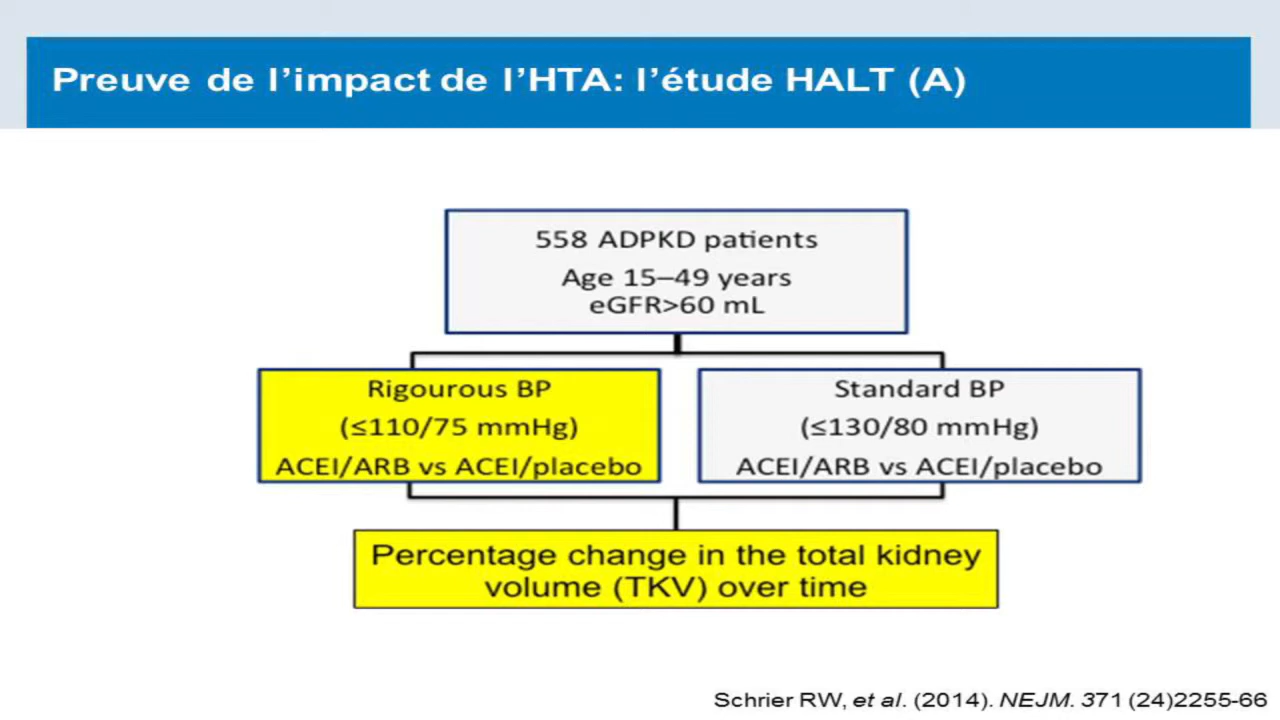 Preuve de l’impact de l’HTA: l’étude HALT (A)
558 ADPKD patients
Age 15–49 years
eGFR>60 mL
Rigourous BP
(≤110/75 mmHg)
ACEI/ARB vs ACEI/placebo
Standard BP
(≤130/80 mmHg)
ACEI/ARB vs ACEI/placebo
Percentage change in the total kidney
volume (TKV) over time
Schrier RW, et al. (2014). NEJM. 371 (24)2255-66